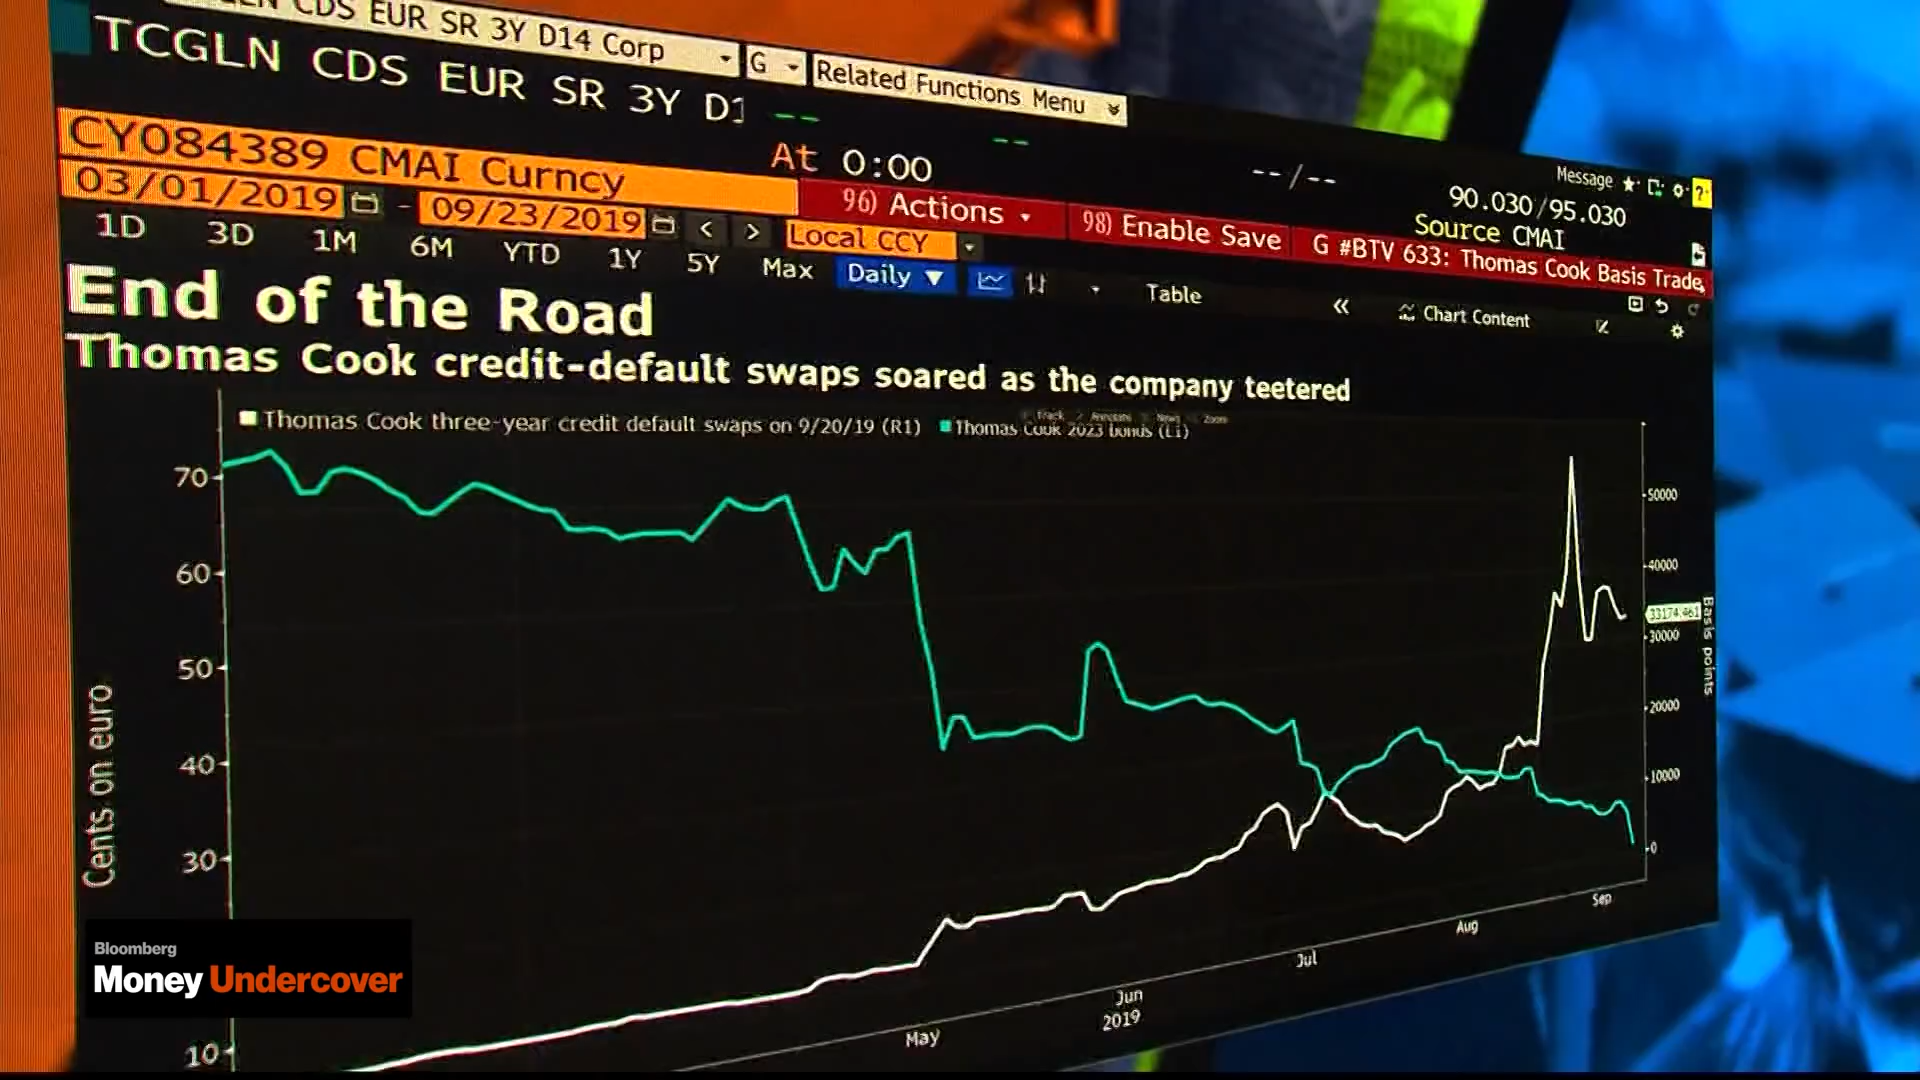 CDS EUR SR 3Y D14 Corp
G
Related Functions Menu
TCGLN CDS EUR SR 3Y D1
At 0:00
--/--
90.030/95.030
Message
?
Source CMAI
CY084389 CMAI Curncy
03/01/2019 - 09/23/2019
96) Actions
98) Enable Save
G #BTV 633: Thomas Cook Basis Trade
Local CCY
1D 3D 1M 6M YTD 1Y 5Y Max Daily Table
« Chart Content
End of the Road
Thomas Cook credit-default swaps soared as the company teetered
Track Annotate News Zoom
Thomas Cook three-year credit default swaps on 9/20/19 (R1) Thomas Cook 2023 bonds (L1)
70
60
50
40
30
10
Cents on euro
50000
40000
33174.461
30000
20000
10000
0
Basis points
May
Jun
Jul
Aug
Sep
2019
Bloomberg
Money Undercover